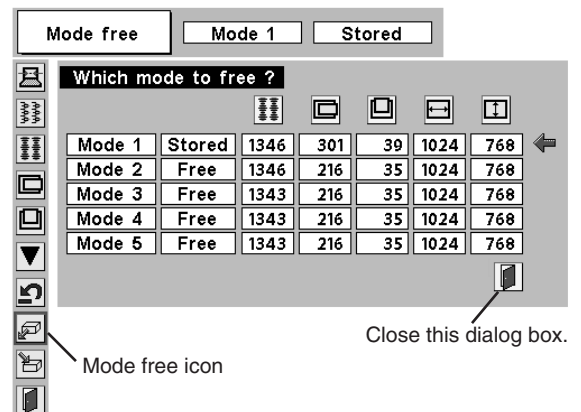 Mode free Mode 1 Stored
Which mode to free ?
Mode 1 Stored 1346 301 39 1024 768
Mode 2 Free 1346 216 35 1024 768
Mode 3 Free 1343 216 35 1024 768
Mode 4 Free 1343 216 35 1024 768
Mode 5 Free 1343 216 35 1024 768
Close this dialog box.
Mode free icon